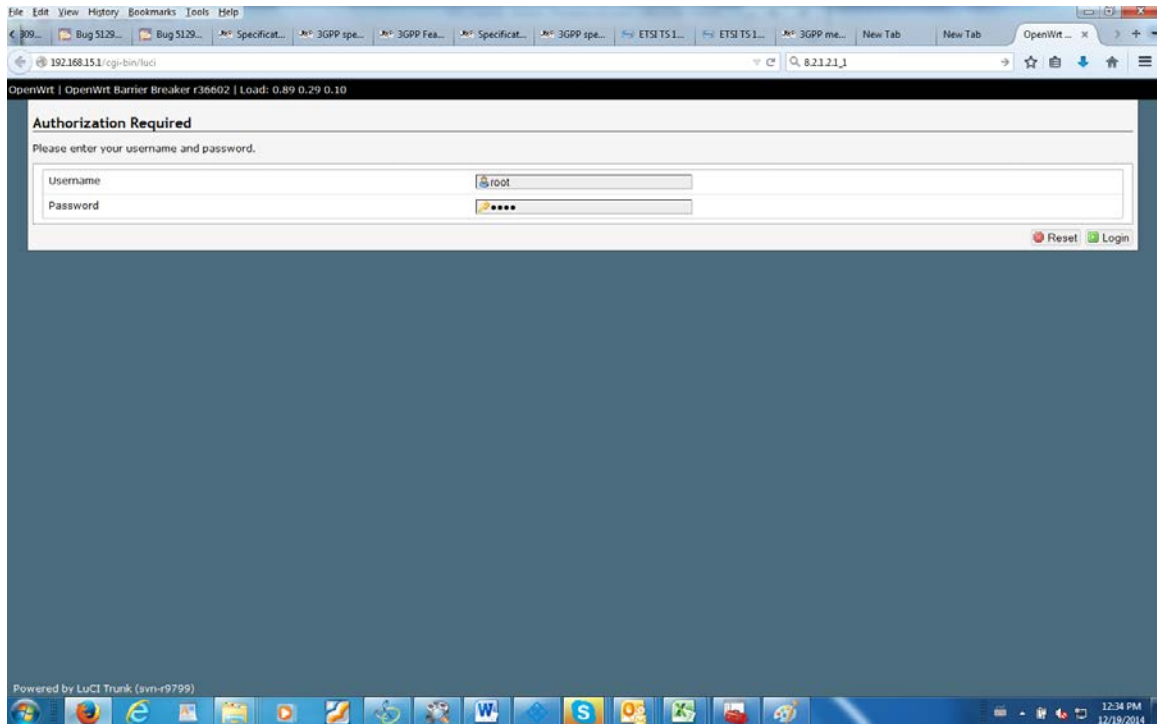 File Edit View History Bookmarks Tools Help
309... Bug 5129... Bug 5129... Specificat... 3GPP spe... 3GPP Fea... Specificat... 3GPP spe... ETSI TS 1... ETSI TS 1... 3GPP me... New Tab New Tab OpenWrt ... x
192.168.15.1/cgi-bin/luci 8.2.1.2.1_1
OpenWrt | OpenWrt Barrier Breaker r36602 | Load: 0.89 0.29 0.10
Authorization Required
Please enter your username and password.
Username root
Password ••••
Reset Login
Powered by LuCI Trunk (svn-r9799)
12:34 PM
12/19/2014